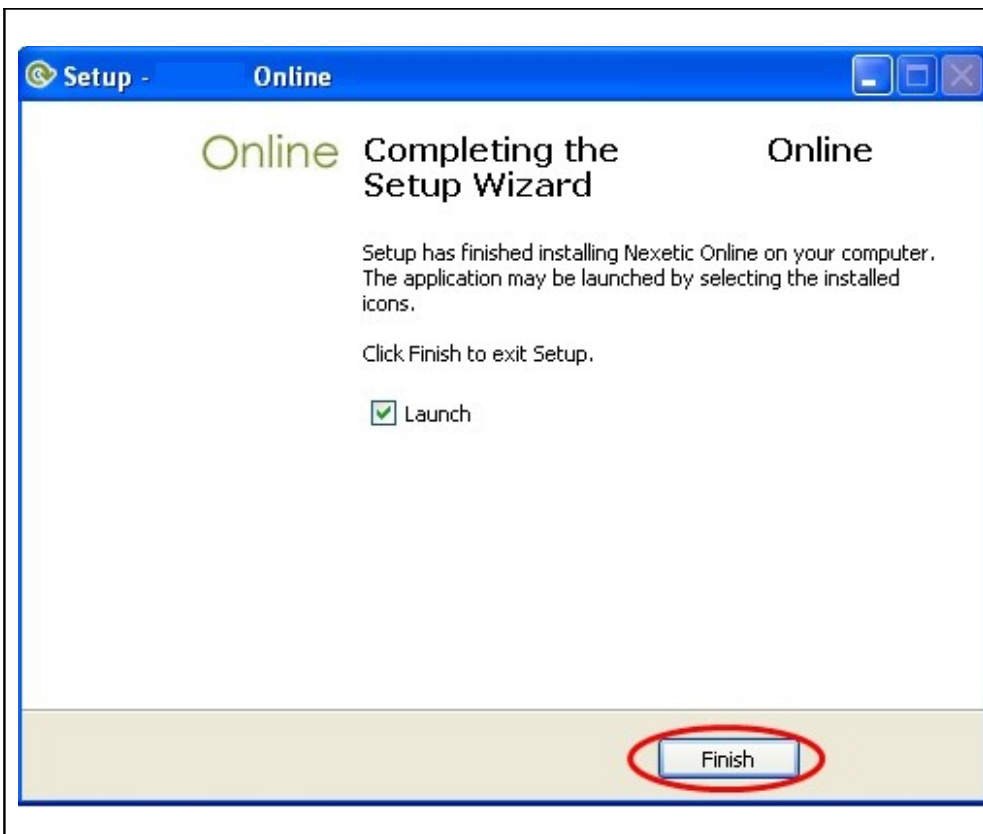 Setup - Online
Online
Completing the Online
Setup Wizard
Setup has finished installing Nexetic Online on your computer.
The application may be launched by selecting the installed
icons.
Click Finish to exit Setup.
Launch
Finish